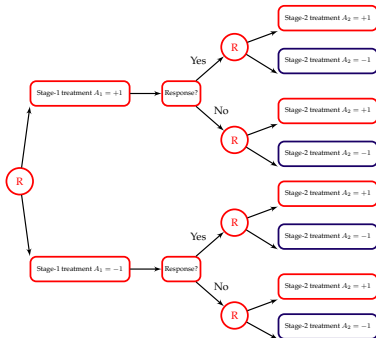 Stage-2 treatment A₂ = +1
R
Yes
Stage-2 treatment A₂ = −1
Stage-1 treatment A₁ = +1
Response?
Stage-2 treatment A₂ = +1
No
R
Stage-2 treatment A₂ = −1
R
Stage-2 treatment A₂ = +1
R
Yes
Stage-2 treatment A₂ = −1
Stage-1 treatment A₁ = −1
Response?
Stage-2 treatment A₂ = +1
No
R
Stage-2 treatment A₂ = −1